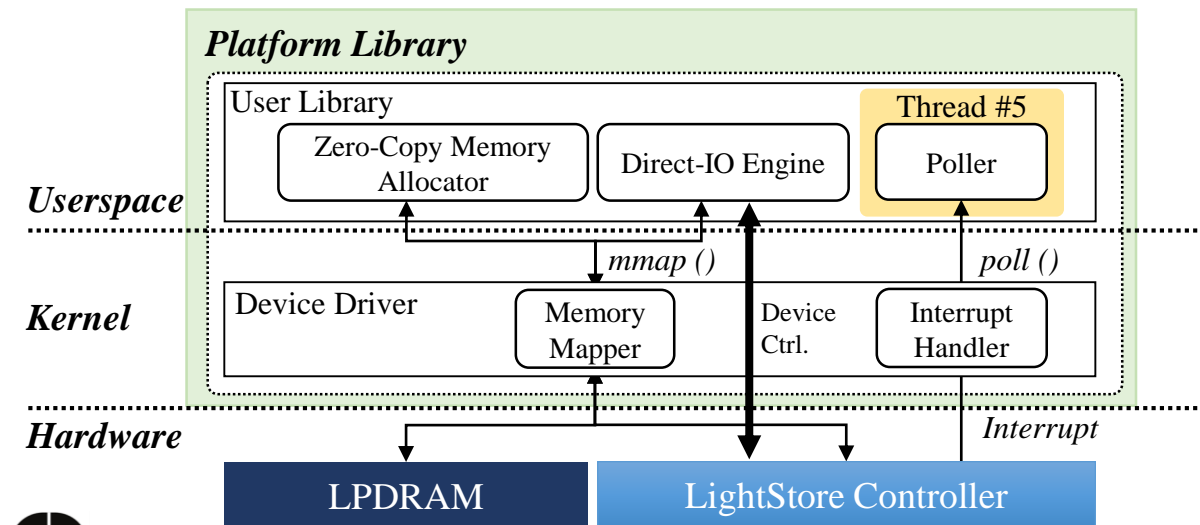 Platform Library
User Library
Thread #5
Zero-Copy Memory
Allocator
Direct-IO Engine
Poller
Userspace
mmap ()
poll ()
Kernel
Device Driver
Memory
Mapper
Device
Ctrl.
Interrupt
Handler
Hardware
Interrupt
LPDRAM
LightStore Controller